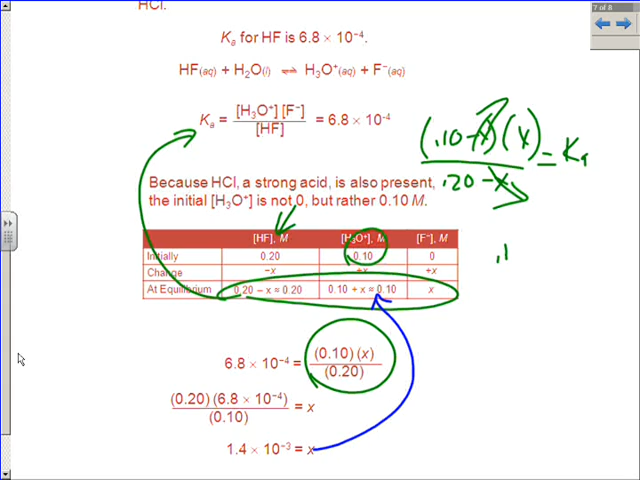 7 of 8
HCl.
Kₐ for HF is 6.8 × 10⁻⁴.
HF(aq) + H₂O(l) ⇌ H₃O⁺(aq) + F⁻(aq)
Kₐ = [H₃O⁺] [F⁻] / [HF] = 6.8 × 10⁻⁴
(.10 - x)(x) / .20 - x = Kₐ
Because HCl, a strong acid, is also present,
the initial [H₃O⁺] is not 0, but rather 0.10 M.
[HF], M [H₃O⁺], M [F⁻], M
Initially 0.20 0.10 0
.1
Change −x +x +x
At Equilibrium 0.20 − x ≈ 0.20 0.10 + x ≈ 0.10 x
6.8 × 10⁻⁴ = (0.10) (x) / (0.20)
(0.20) (6.8 × 10⁻⁴) / (0.10) = x
1.4 × 10⁻³ = x